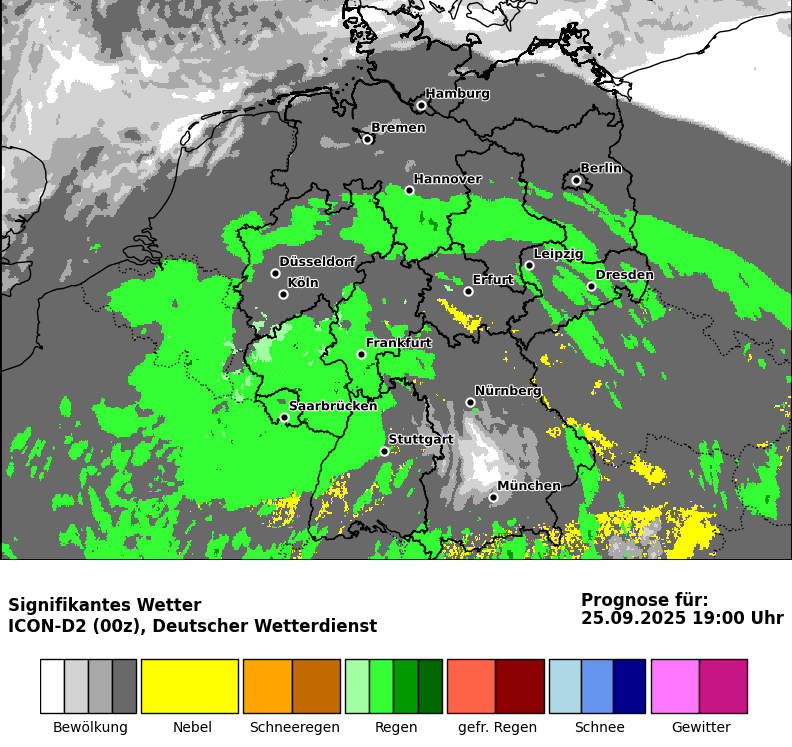 Hamburg
Bremen
Berlin
Hannover
Leipzig
Düsseldorf
Dresden
Köln
Erfurt
Frankfurt
Nürnberg
Saarbrücken
Stuttgart
München
Signifikantes Wetter
ICON-D2 (00z), Deutscher Wetterdienst
Prognose für:
25.09.2025 19:00 Uhr
Bewölkung Nebel Schneeregen Regen gefr. Regen Schnee Gewitter